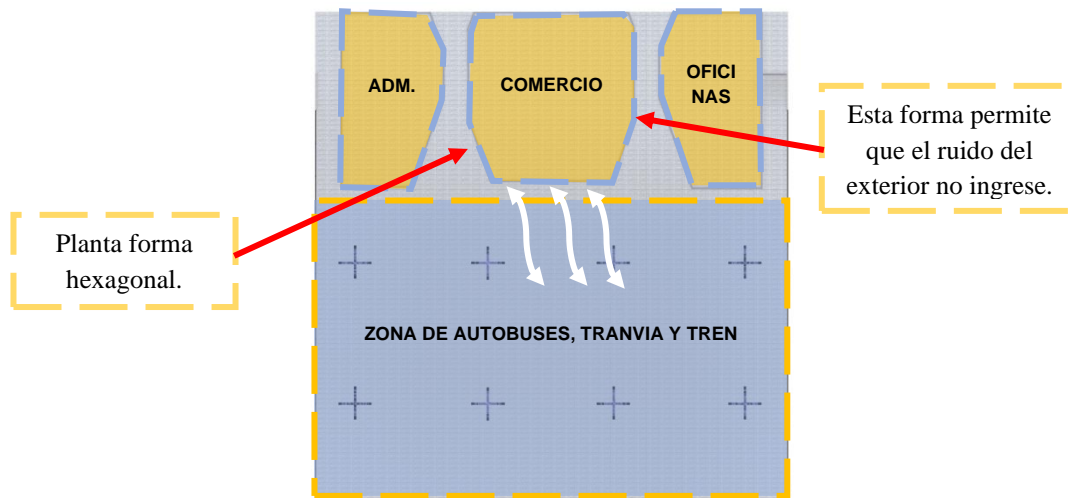 ADM.
COMERCIO
OFICI
NAS
Esta forma permite
que el ruido del
exterior no ingrese.
Planta forma
hexagonal.
ZONA DE AUTOBUSES, TRANVIA Y TREN